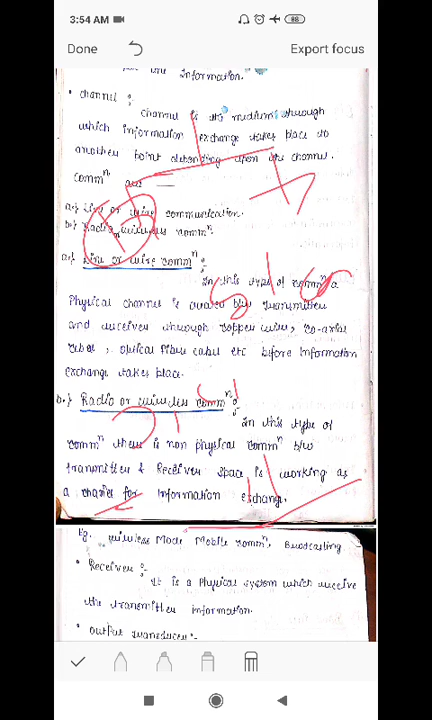 3:54 AM
88
Done
Export focus
the information.
• channel :-
channel is the medium through
which information exchange takes place to
another point depending upon the channel.
Commⁿ are —
a.) Line or wire communication.
b.) Radio wireless commⁿ.
a.) Line or wire commⁿ :-
In this type of commⁿ a
Physical channel is created b/w transmitter
and receiver through copper wire, co-axial
cable, optical fibre cable etc before information
exchange takes place.
b.) Radio or wireless commⁿ :-
In this type of
commⁿ there is non physical commⁿ b/w
transmitter & Receiver space is working as
a channel for information exchange.
Eg. wireless Mode Mobile commⁿ, Broadcasting
• Receiver :-
It is a Physical system which receive
the transmitter information.
• Output transducer :-